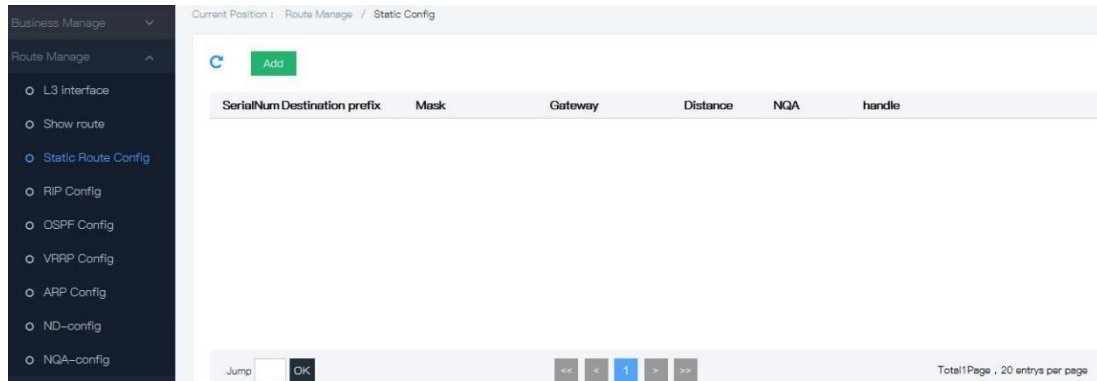 Business Manage
Current Position : Route Manage / Static Config
Route Manage
Add
L3 interface
SerialNum Destination prefix Mask Gateway Distance NQA handle
Show route
Static Route Config
RIP Config
OSPF Config
VRRP Config
ARP Config
ND-config
NQA-config
Jump OK << < 1 > >> Total1Page , 20 entrys per page